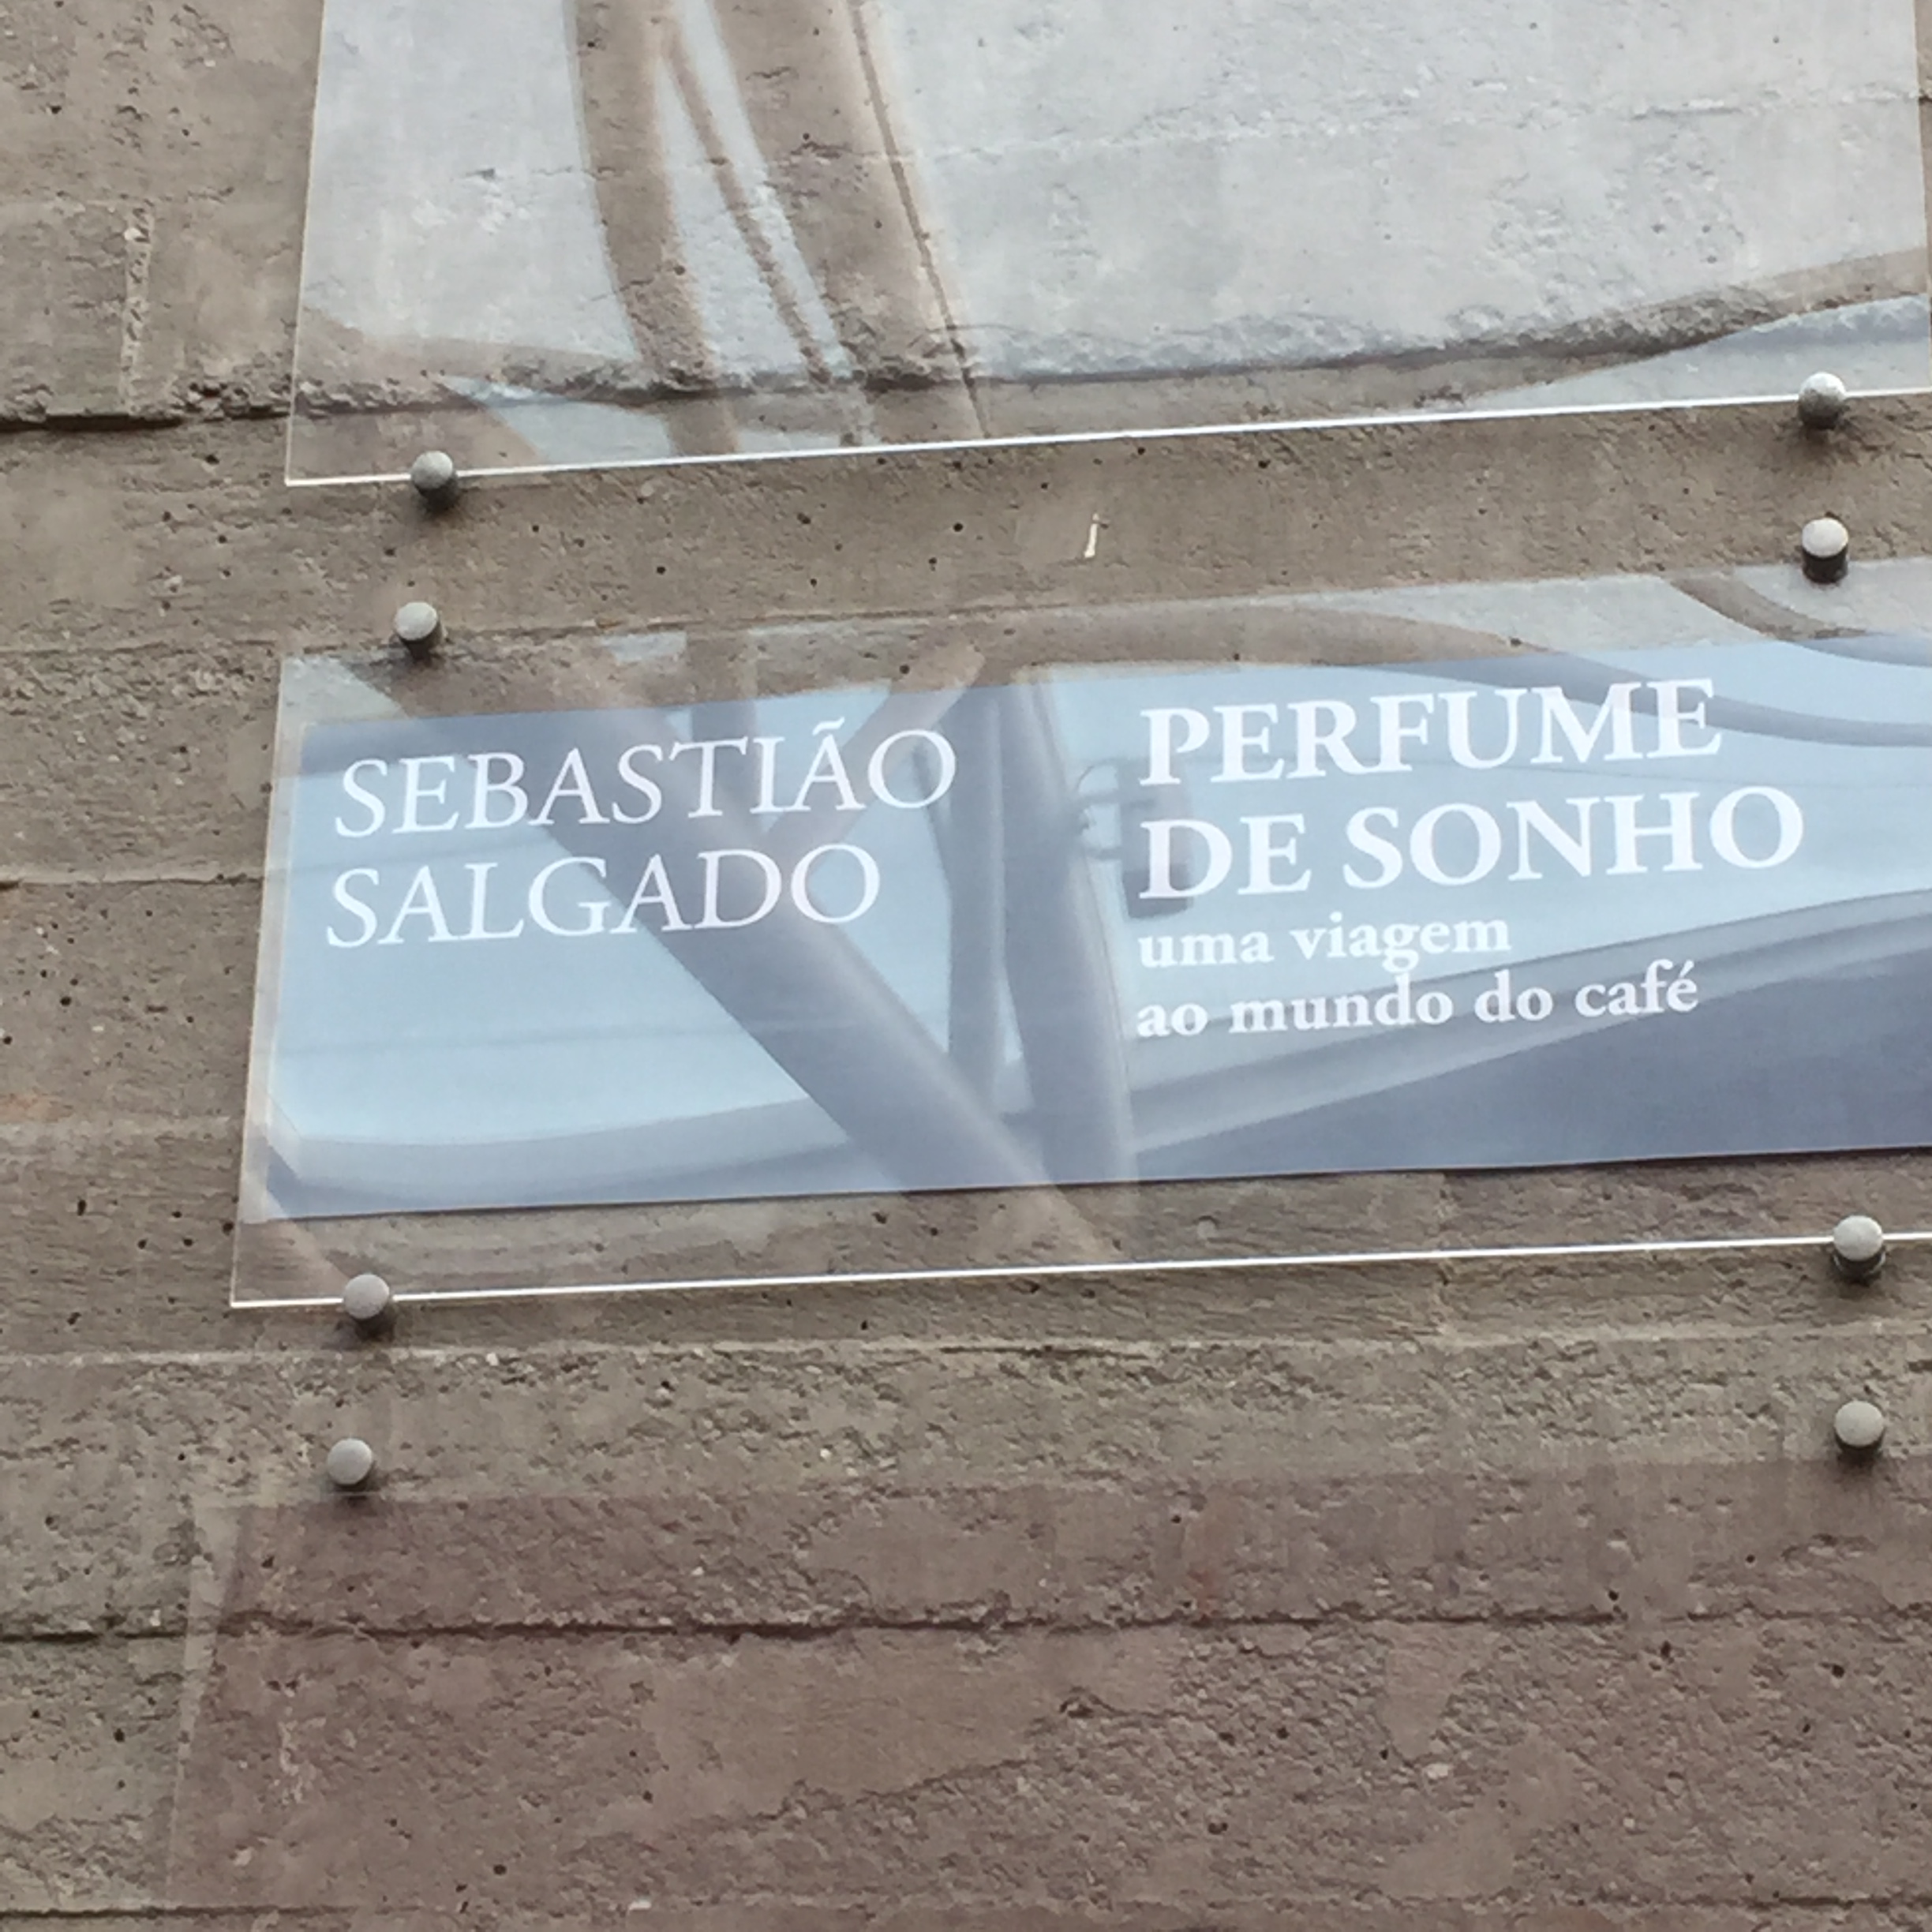 SEBASTIÃO
SALGADO
PERFUME
DE SONHO
uma viagem
ao mundo do café